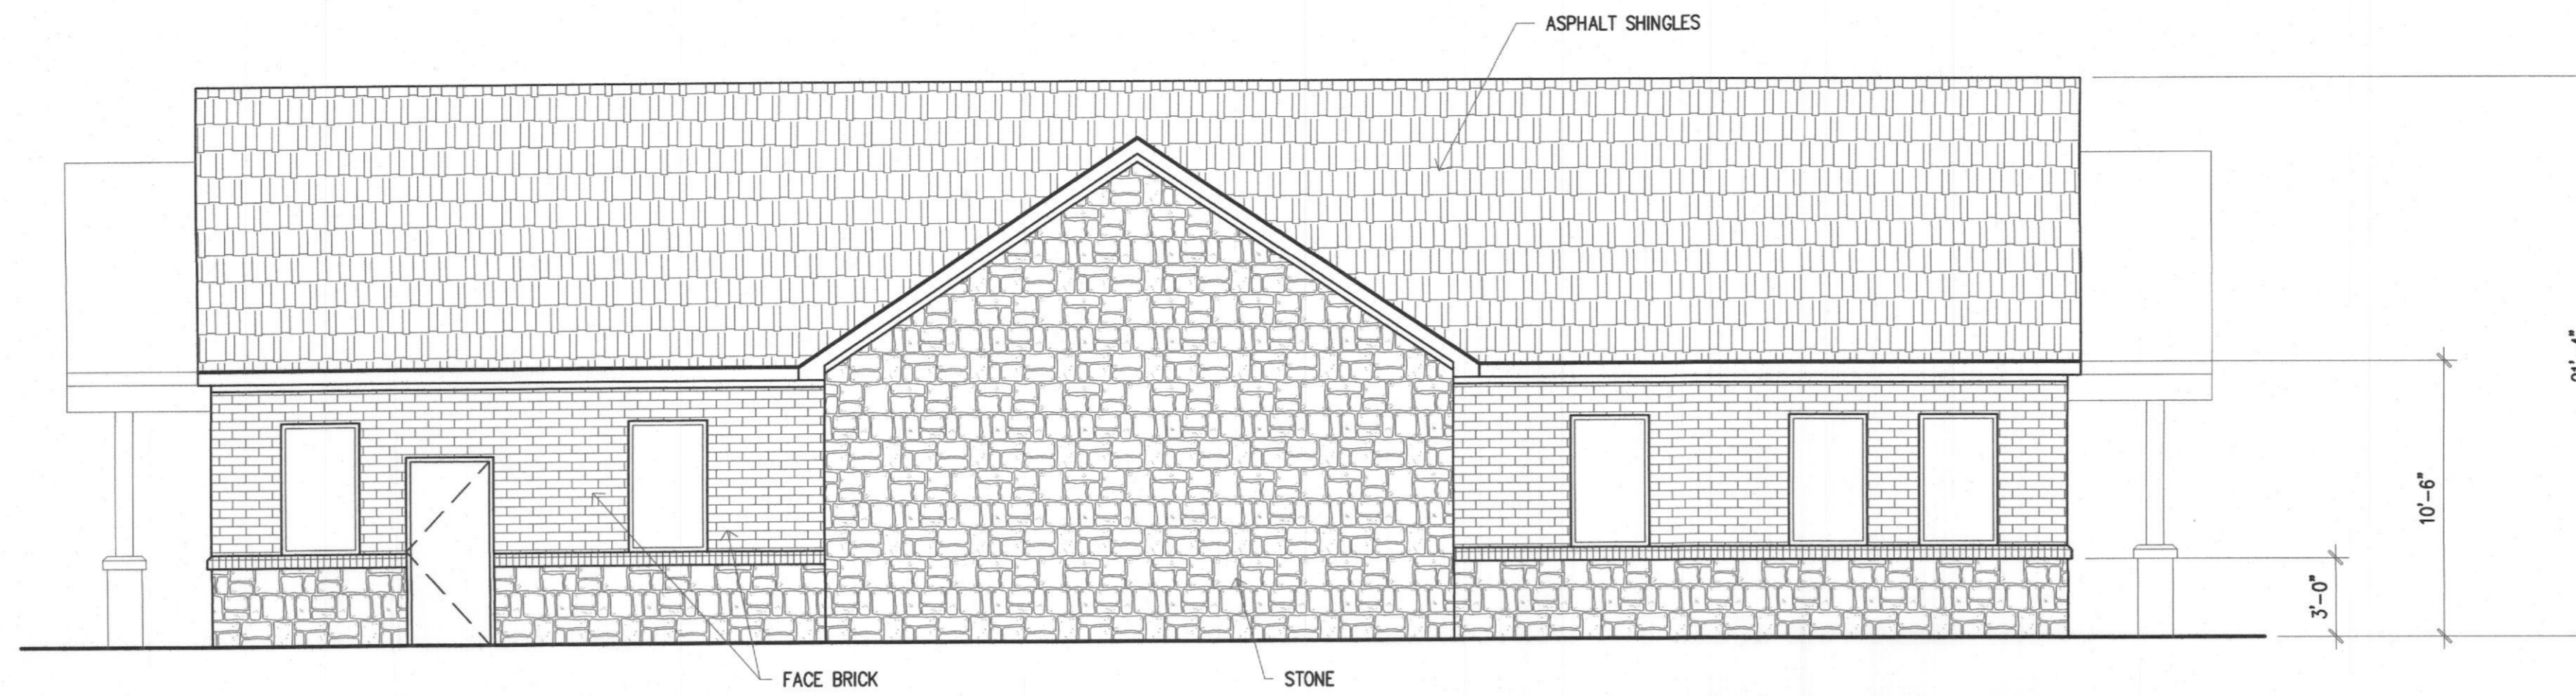 ASPHALT SHINGLES
10'-6"
3'-0"
FACE BRICK
STONE